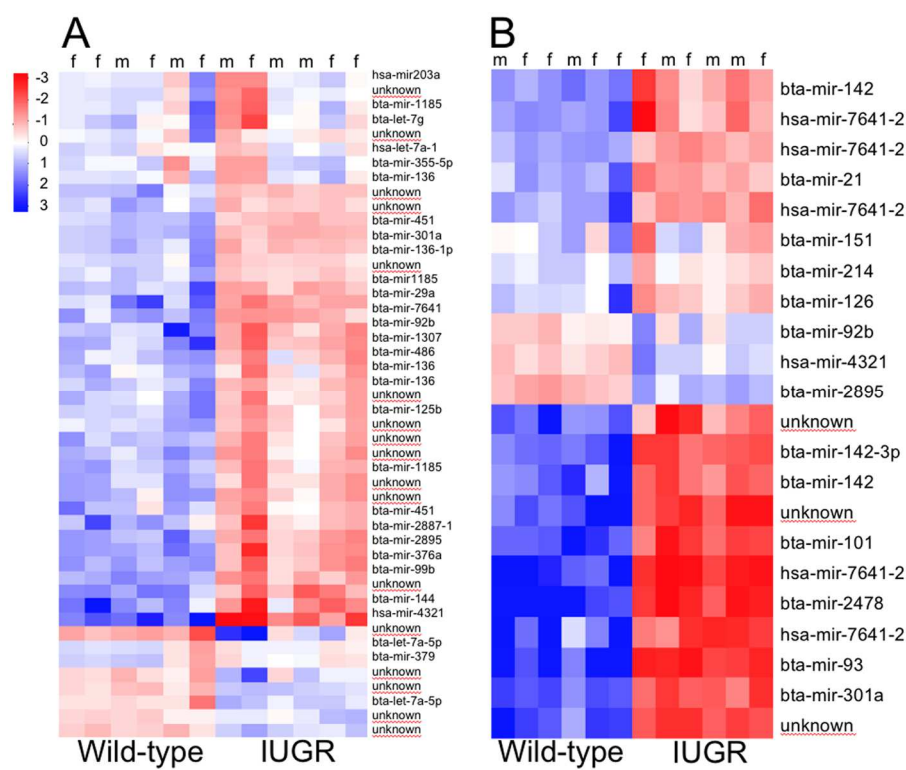 A
f f m f m f m f m m f f
-3
-2
-1
0
1
2
3
hsa-mir203a
unknown
bta-mir-1185
bta-let-7g
unknown
hsa-let-7a-1
bta-mir-355-5p
bta-mir-136
unknown
unknown
bta-mir-451
bta-mir-301a
bta-mir-136-1p
unknown
bta-mir1185
bta-mir-29a
bta-mir-7641
bta-mir-92b
bta-mir-1307
bta-mir-486
bta-mir-136
bta-mir-136
unknown
bta-mir-125b
unknown
unknown
unknown
bta-mir-1185
unknown
unknown
bta-mir-451
bta-mir-2887-1
bta-mir-2895
bta-mir-376a
bta-mir-99b
unknown
bta-mir-144
hsa-mir-4321
unknown
bta-let-7a-5p
bta-mir-379
unknown
unknown
bta-let-7a-5p
unknown
unknown
Wild-type IUGR
B
m f f m f f f m f m m f
bta-mir-142
hsa-mir-7641-2
hsa-mir-7641-2
bta-mir-21
hsa-mir-7641-2
bta-mir-151
bta-mir-214
bta-mir-126
bta-mir-92b
hsa-mir-4321
bta-mir-2895
unknown
bta-mir-142-3p
bta-mir-142
unknown
bta-mir-101
hsa-mir-7641-2
bta-mir-2478
hsa-mir-7641-2
bta-mir-93
bta-mir-301a
unknown
Wild-type IUGR